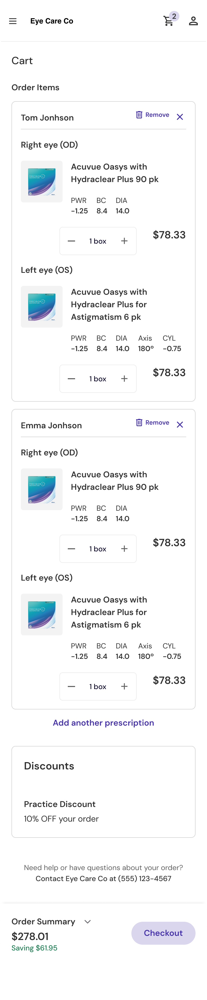 Eye Care Co
2
Cart
Order Items
Tom Jonhson
Remove
Right eye (OD)
PRECISION 1
Acuvue Oasys with
Hydraclear Plus 90 pk
PWR BC DIA
-1.25 8.4 14.0
1 box
$78.33
Left eye (OS)
PRECISION 1
Acuvue Oasys with
Hydraclear Plus for
Astigmatism 6 pk
PWR BC DIA Axis CYL
-1.25 8.4 14.0 180º -0.75
1 box
$78.33
Emma Jonhson
Remove
Right eye (OD)
PRECISION 1
Acuvue Oasys with
Hydraclear Plus 90 pk
PWR BC DIA
-1.25 8.4 14.0
1 box
$78.33
Left eye (OS)
PRECISION 1
Acuvue Oasys with
Hydraclear Plus for
Astigmatism 6 pk
PWR BC DIA Axis CYL
-1.25 8.4 14.0 180º -0.75
1 box
$78.33
Add another prescription
Discounts
Practice Discount
10% OFF your order
Need help or have questions about your order?
Contact Eye Care Co at (555) 123-4567
Order Summary
$278.01
Saving $61.95
Checkout